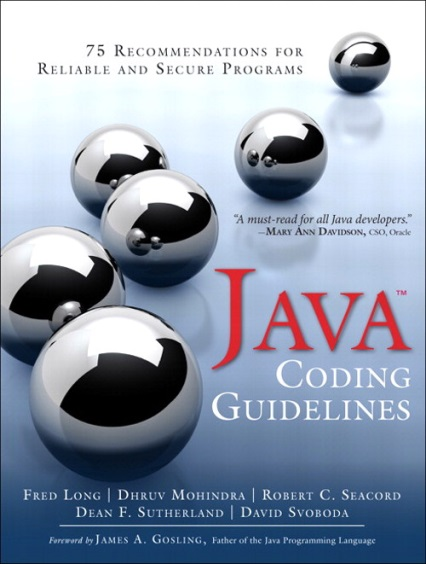 75 Recommendations for
Reliable and Secure Programs
"A must-read for all Java developers."
—Mary Ann Davidson, CSO, Oracle
Java™
Coding
Guidelines
Fred Long | Dhruv Mohindra | Robert C. Seacord
Dean F. Sutherland | David Svoboda
Foreword by James A. Gosling, Father of the Java Programming Language